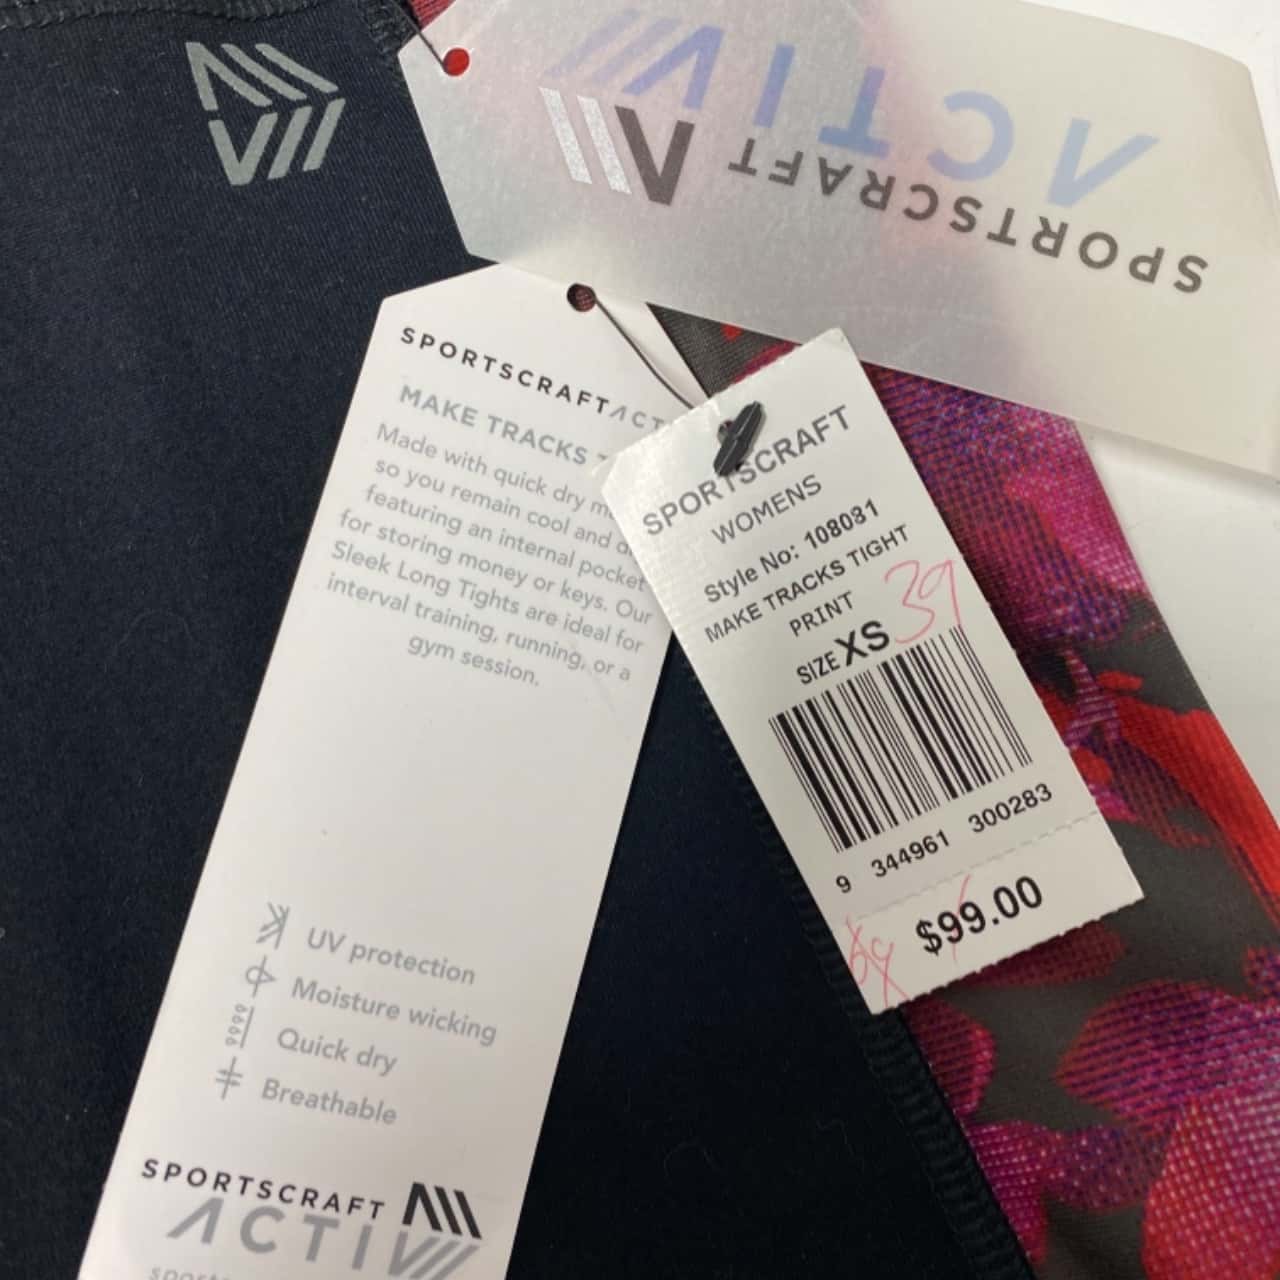 SPORTSCRAFT
ACTIV
SPORTSCRAFT ACT
MAKE TRACKS
Made with quick dry
so you remain cool and
featuring an internal pocket
for storing money or keys. Our
Sleek Long Tights are ideal for
interval training, running, or a
gym session.
UV protection
Moisture wicking
Quick dry
Breathable
SPORTSCRAFT
ACTIV
SPORTSCRAFT
WOMENS
Style No: 108081
MAKE TRACKS TIGHT
PRINT
39
SIZE XS
9 344961 300283
$99.00
69